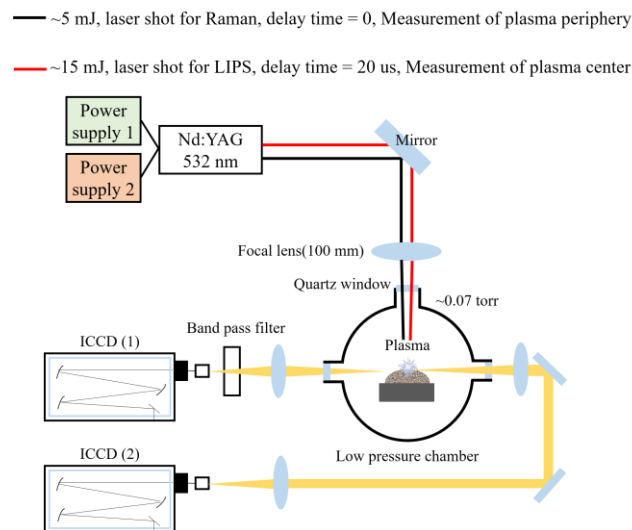 ~5 mJ, laser shot for Raman, delay time = 0, Measurement of plasma periphery
~15 mJ, laser shot for LIPS, delay time = 20 us, Measurement of plasma center
Power
supply 1
Power
supply 2
Nd:YAG
532 nm
Mirror
Focal lens(100 mm)
Quartz window
~0.07 torr
Band pass filter
Plasma
ICCD (1)
Low pressure chamber
ICCD (2)